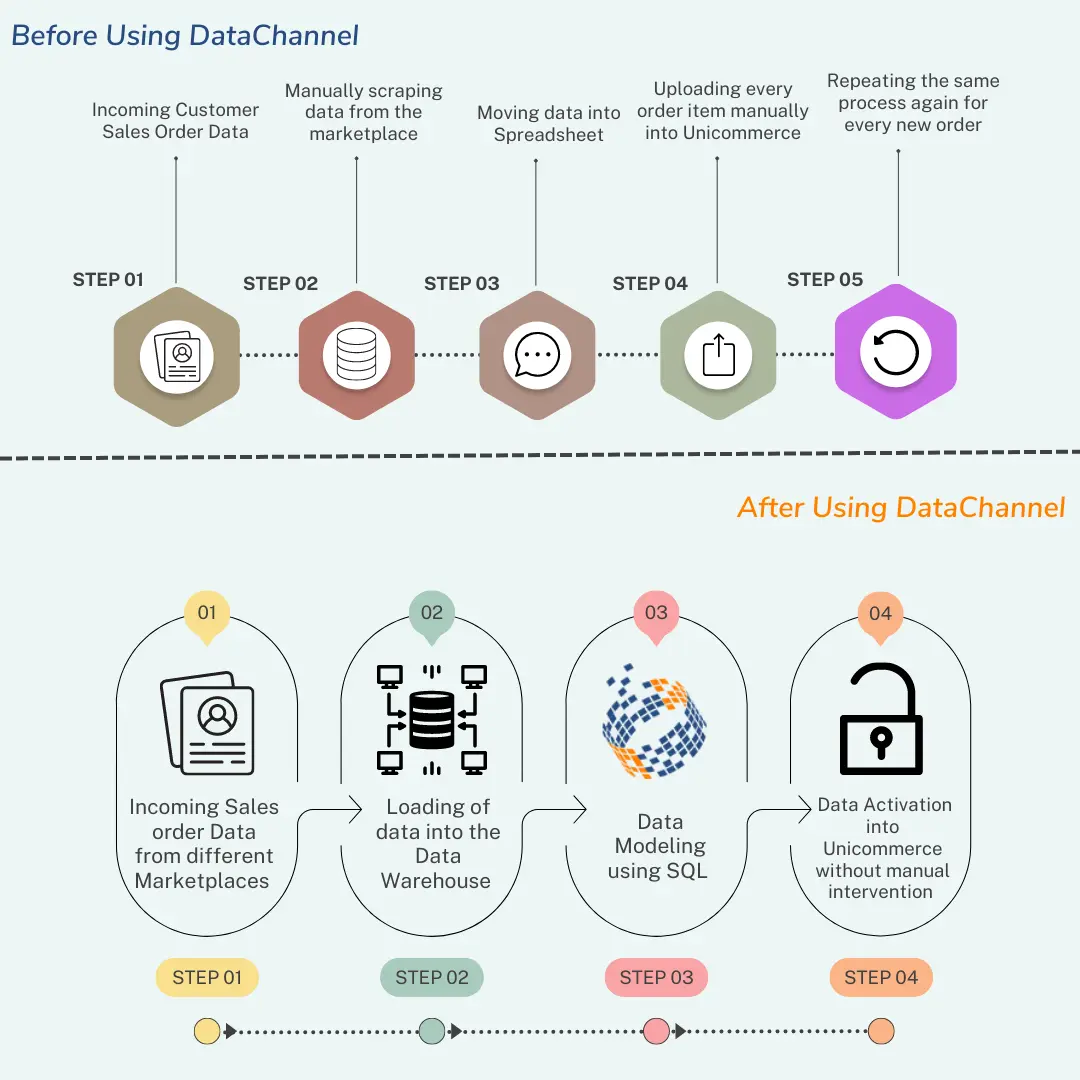 Before Using DataChannel
Incoming Customer
Sales Order Data
Manually scraping
data from the
marketplace
Moving data into
Spreadsheet
Uploading every
order item manually
into Unicommerce
Repeating the same
process again for
every new order
STEP 01
STEP 02
STEP 03
STEP 04
STEP 05
After Using DataChannel
01
Incoming Sales
order Data
from different
Marketplaces
02
Loading of
data into the
Data
Warehouse
03
Data
Modeling
using SQL
04
Data Activation
into
Unicommerce
without manual
intervention
STEP 01
STEP 02
STEP 03
STEP 04